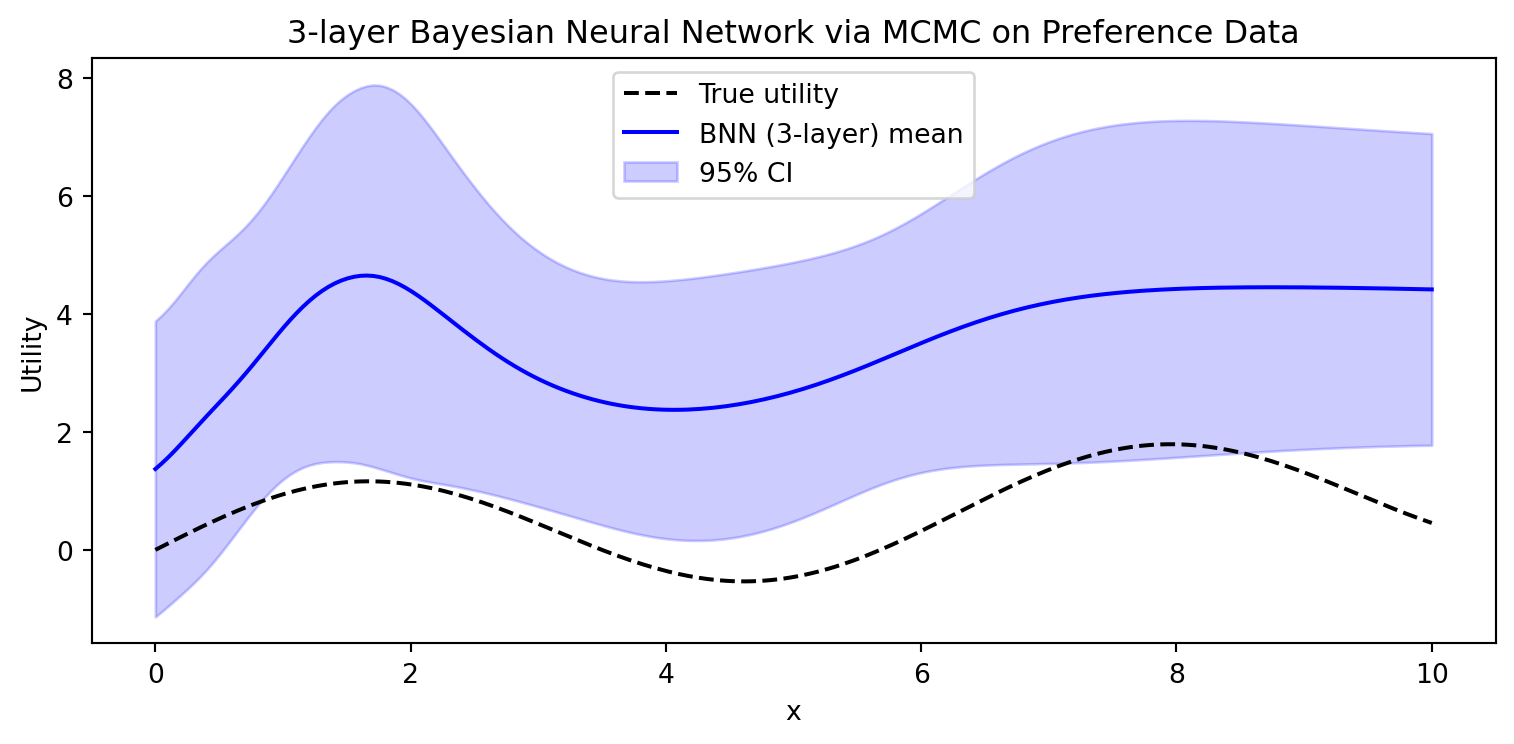 3-layer Bayesian Neural Network via MCMC on Preference Data
True utility
BNN (3-layer) mean
95% CI
Utility
8
6
4
2
0
0 2 4 6 8 10
x